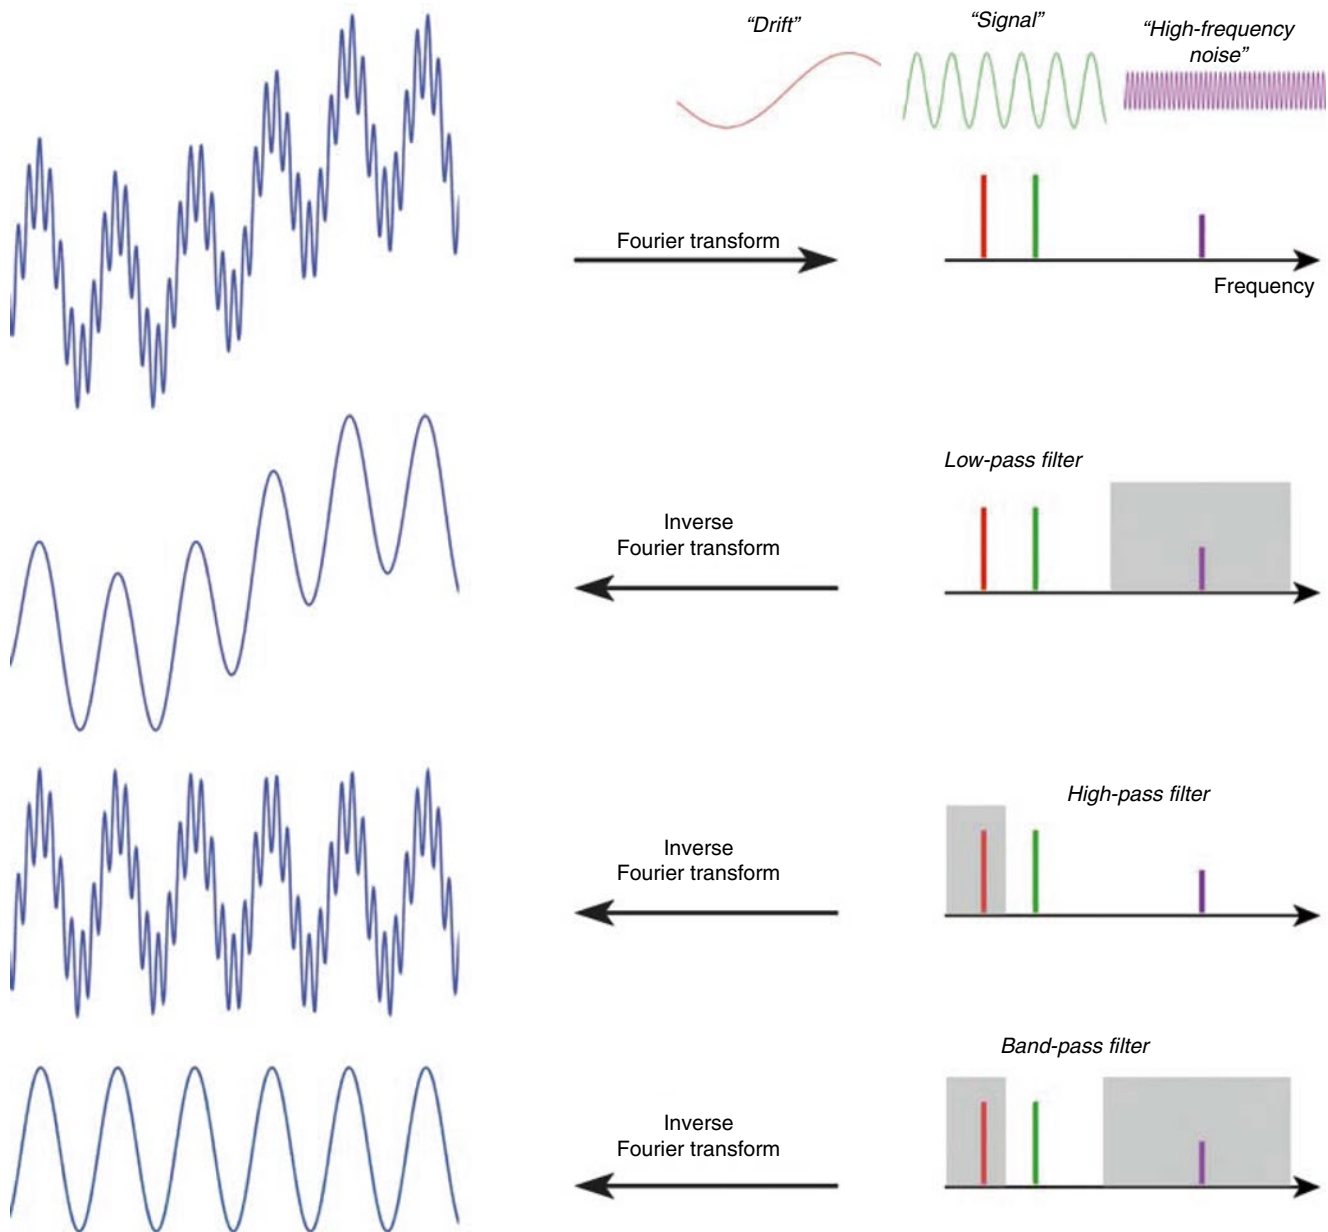 “Drift”
“Signal”
“High-frequency
noise”
Fourier transform
Frequency
Low-pass filter
Inverse
Fourier transform
High-pass filter
Inverse
Fourier transform
Band-pass filter
Inverse
Fourier transform